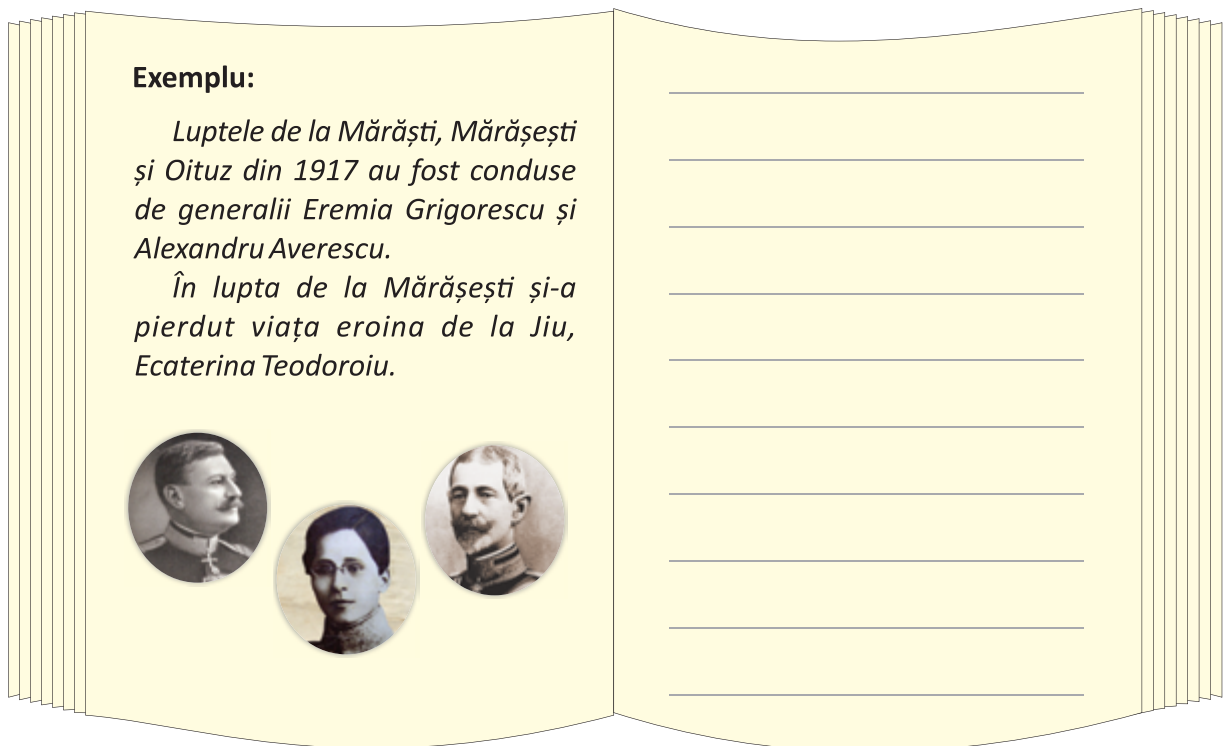 Exemplu:
Luptele de la Mărăști, Mărășești
și Oituz din 1917 au fost conduse
de generalii Eremia Grigorescu și
Alexandru Averescu.
În lupta de la Mărășești și-a
pierdut viața eroina de la Jiu,
Ecaterina Teodoroiu.